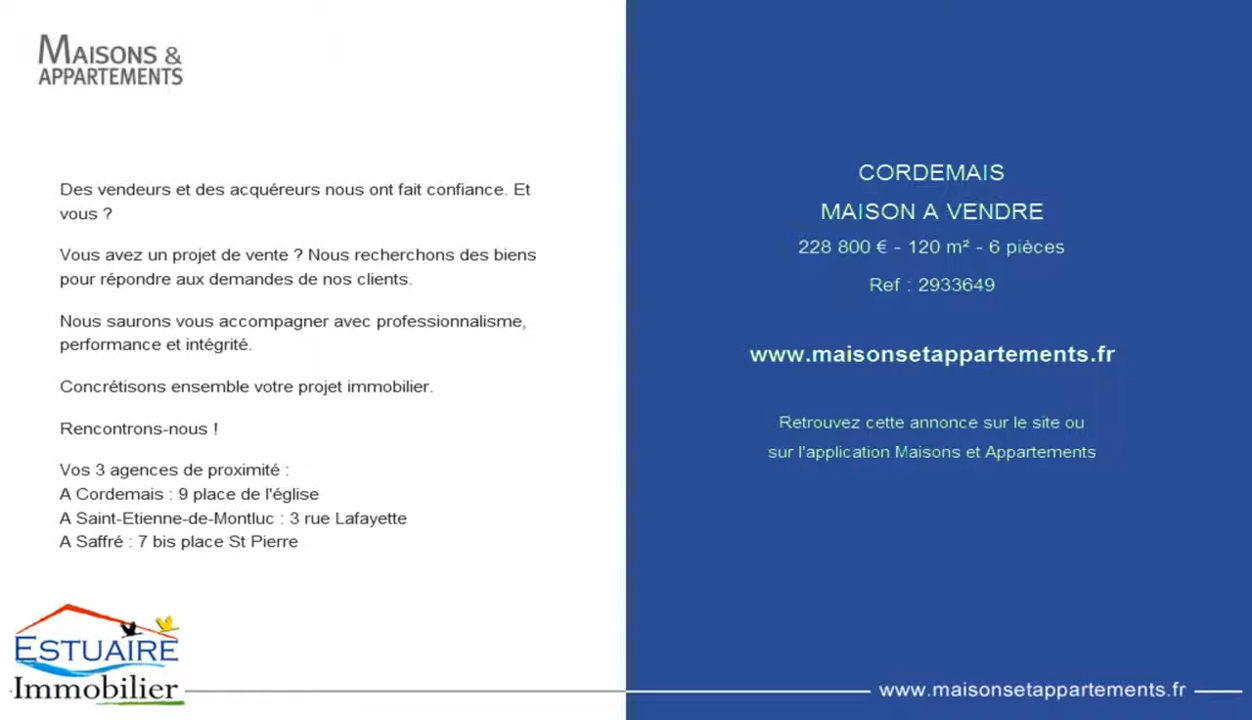 MAISONS &
APPARTEMENTS
Des vendeurs et des acquéreurs nous ont fait confiance. Et
vous ?
Vous avez un projet de vente ? Nous recherchons des biens
pour répondre aux demandes de nos clients.
Nous saurons vous accompagner avec professionnalisme,
performance et intégrité.
Concrétisons ensemble votre projet immobilier.
Rencontrons-nous !
Vos 3 agences de proximité :
A Cordemais : 9 place de l'église
A Saint-Etienne-de-Montluc : 3 rue Lafayette
A Saffré : 7 bis place St Pierre
ESTUAIRE
Immobilier
CORDEMAIS
MAISON A VENDRE
228 800 € - 120 m² - 6 pièces
Ref : 2933649
www.maisonsetappartements.fr
Retrouvez cette annonce sur le site ou
sur l'application Maisons et Appartements
www.maisonsetappartements.fr